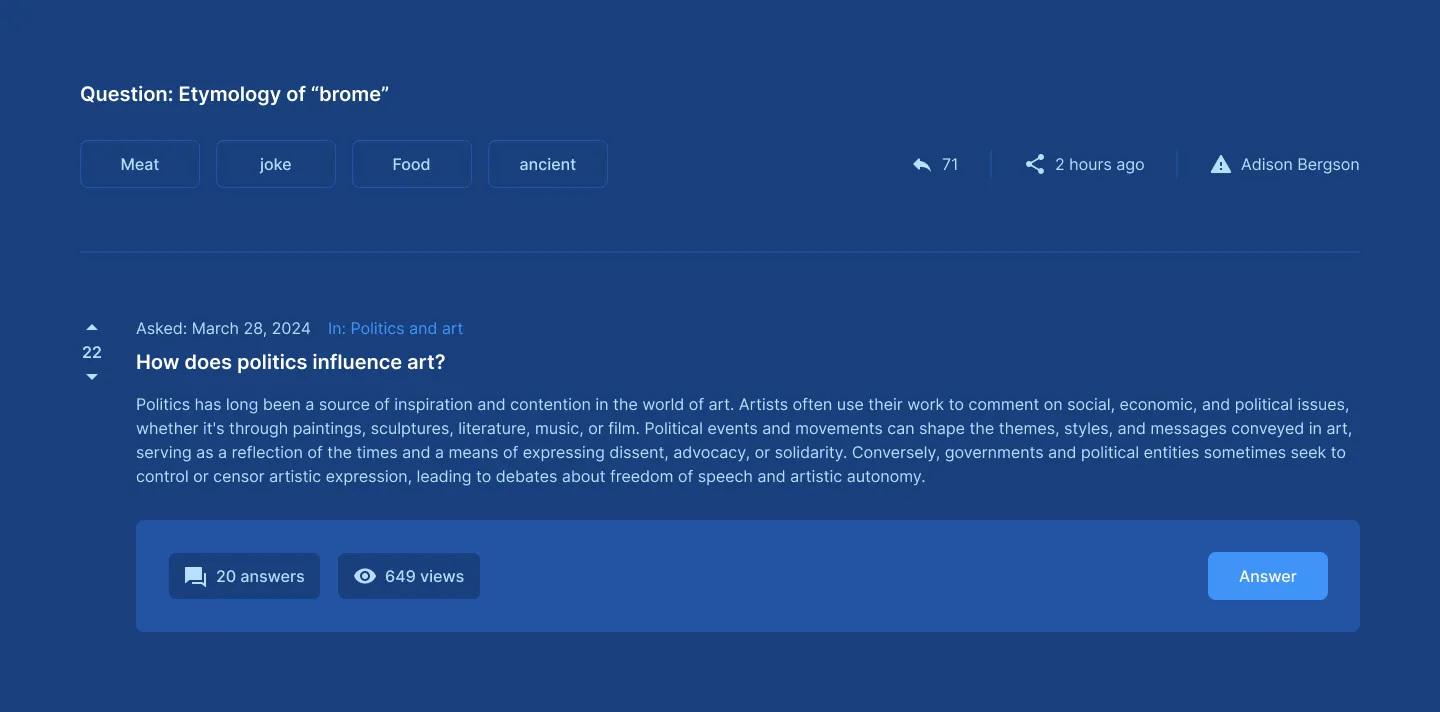 Question: Etymology of “brome”
Meat joke Food ancient 71 2 hours ago Adison Bergson
Asked: March 28, 2024 In: Politics and art
22
How does politics influence art?
Politics has long been a source of inspiration and contention in the world of art. Artists often use their work to comment on social, economic, and political issues,
whether it's through paintings, sculptures, literature, music, or film. Political events and movements can shape the themes, styles, and messages conveyed in art,
serving as a reflection of the times and a means of expressing dissent, advocacy, or solidarity. Conversely, governments and political entities sometimes seek to
control or censor artistic expression, leading to debates about freedom of speech and artistic autonomy.
20 answers 649 views Answer